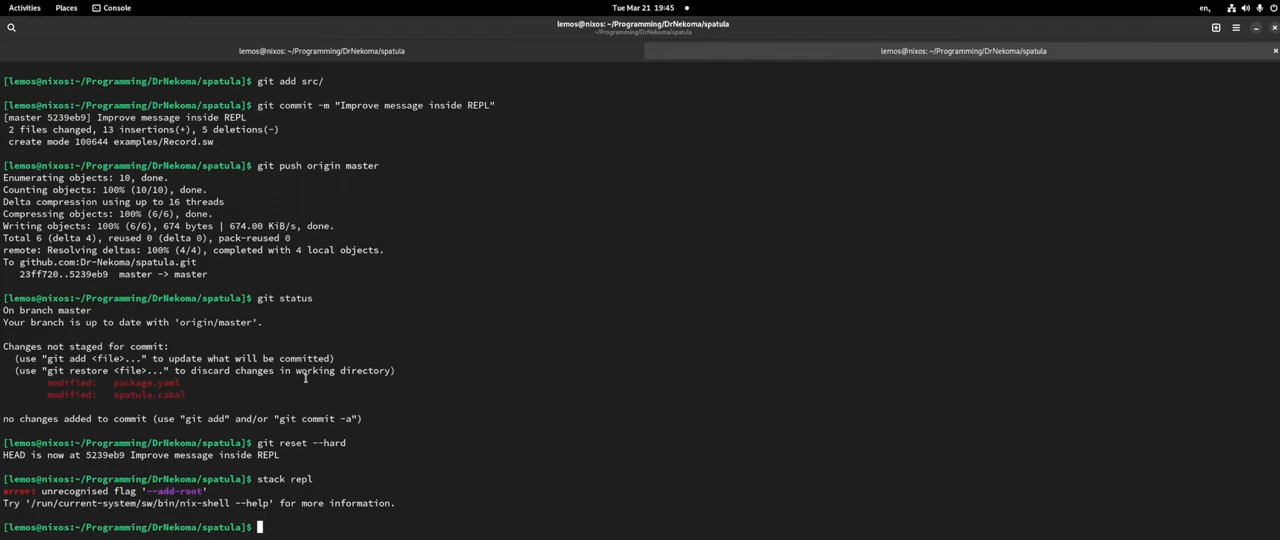 Activities Places Console Tue Mar 21 19:45 en,
lemos@nixos: ~/Programming/DrNekoma/spatula
~/Programming/DrNekoma/spatula
lemos@nixos: ~/Programming/DrNekoma/spatula lemos@nixos: ~/Programming/DrNekoma/spatula
[lemos@nixos:~/Programming/DrNekoma/spatula]$ git add src/
[lemos@nixos:~/Programming/DrNekoma/spatula]$ git commit -m "Improve message inside REPL"
[master 5239eb9] Improve message inside REPL
2 files changed, 13 insertions(+), 5 deletions(-)
create mode 100644 examples/Record.sw
[lemos@nixos:~/Programming/DrNekoma/spatula]$ git push origin master
Enumerating objects: 10, done.
Counting objects: 100% (10/10), done.
Delta compression using up to 16 threads
Compressing objects: 100% (6/6), done.
Writing objects: 100% (6/6), 674 bytes | 674.00 KiB/s, done.
Total 6 (delta 4), reused 0 (delta 0), pack-reused 0
remote: Resolving deltas: 100% (4/4), completed with 4 local objects.
To github.com:Dr-Nekoma/spatula.git
23ff720..5239eb9 master -> master
[lemos@nixos:~/Programming/DrNekoma/spatula]$ git status
On branch master
Your branch is up to date with 'origin/master'.
Changes not staged for commit:
(use "git add <file>..." to update what will be committed)
(use "git restore <file>..." to discard changes in working directory)
modified: package.yaml
modified: spatula.cabal
no changes added to commit (use "git add" and/or "git commit -a")
[lemos@nixos:~/Programming/DrNekoma/spatula]$ git reset --hard
HEAD is now at 5239eb9 Improve message inside REPL
[lemos@nixos:~/Programming/DrNekoma/spatula]$ stack repl
error: unrecognised flag '--add-root'
Try '/run/current-system/sw/bin/nix-shell --help' for more information.
[lemos@nixos:~/Programming/DrNekoma/spatula]$